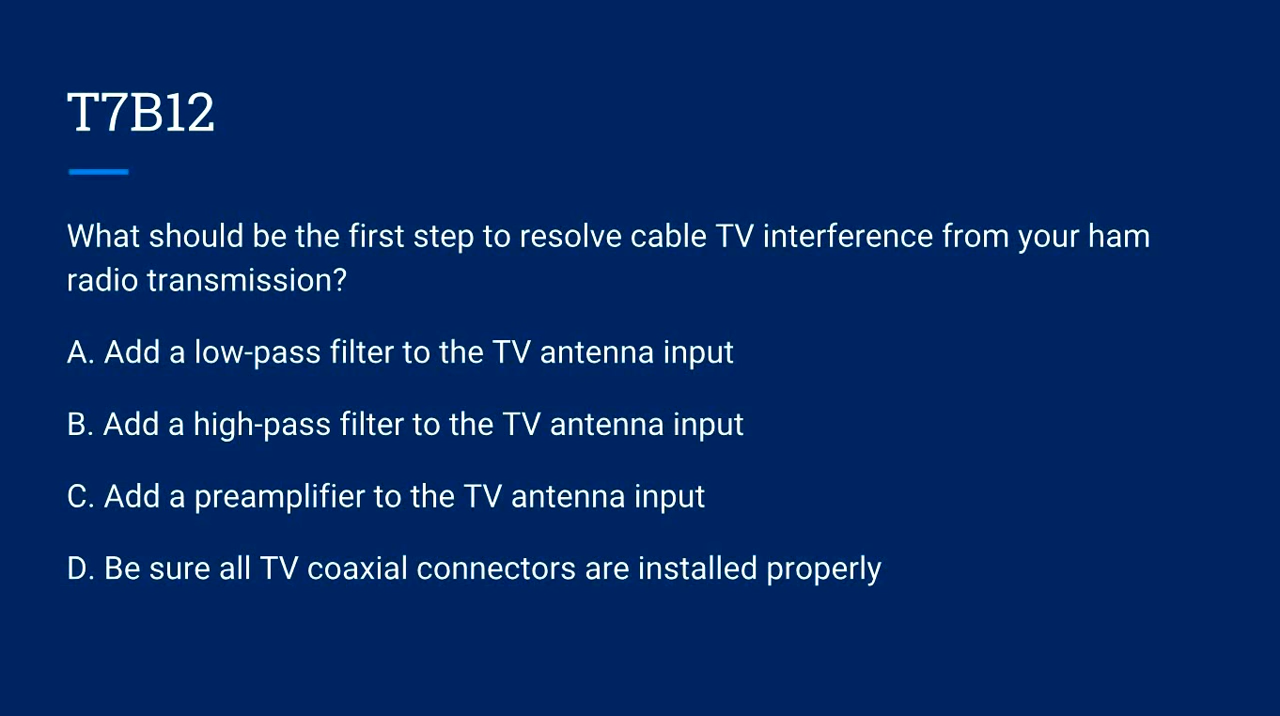 T7B12
What should be the first step to resolve cable TV interference from your ham
radio transmission?
A. Add a low-pass filter to the TV antenna input
B. Add a high-pass filter to the TV antenna input
C. Add a preamplifier to the TV antenna input
D. Be sure all TV coaxial connectors are installed properly